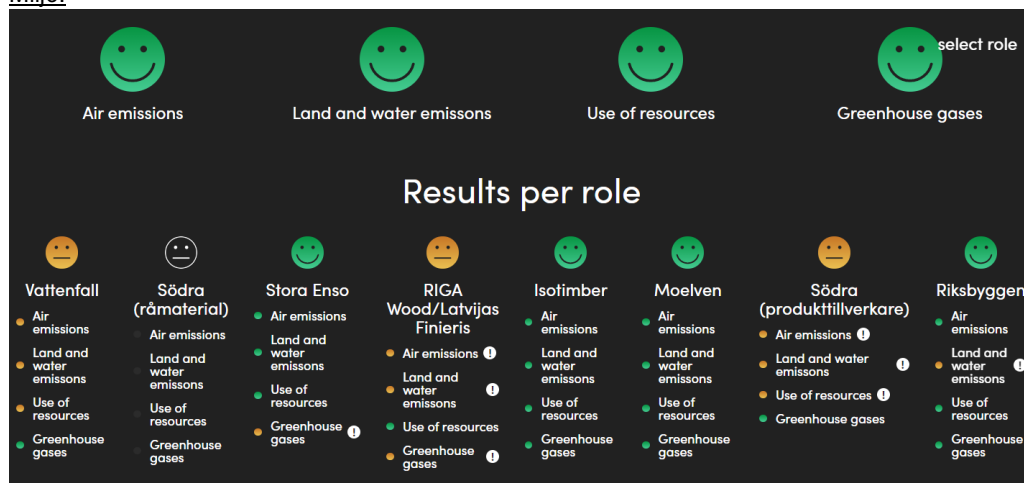 select role
Air emissions
Land and water emissons
Use of resources
Greenhouse gases
Results per role
Vattenfall
Air
emissions
Land and
water
emissons
Use of
resources
Greenhouse
gases
Södra
(råmaterial)
Air emissions
Land and
water
emissons
Use of
resources
Greenhouse
gases
Stora Enso
Air emissions
Land and
water
emissons
Use of
resources
Greenhouse
gases !
RIGA
Wood/Latvijas
Finieris
Air emissions !
Land and
water !
emissons
Use of resources
Greenhouse
gases !
Isotimber
Air
emissions
Land and
water
emissons
Use of
resources
Greenhouse
gases
Moelven
Air
emissions
Land and
water
emissons
Use of
resources
Greenhouse
gases
Södra
(produkttillverkare)
Air emissions !
Land and water
emissons !
Use of resources !
Greenhouse gases
Riksbyggen
Air
emissions
Land and
water !
emissons
Use of
resources
Greenhouse
gases